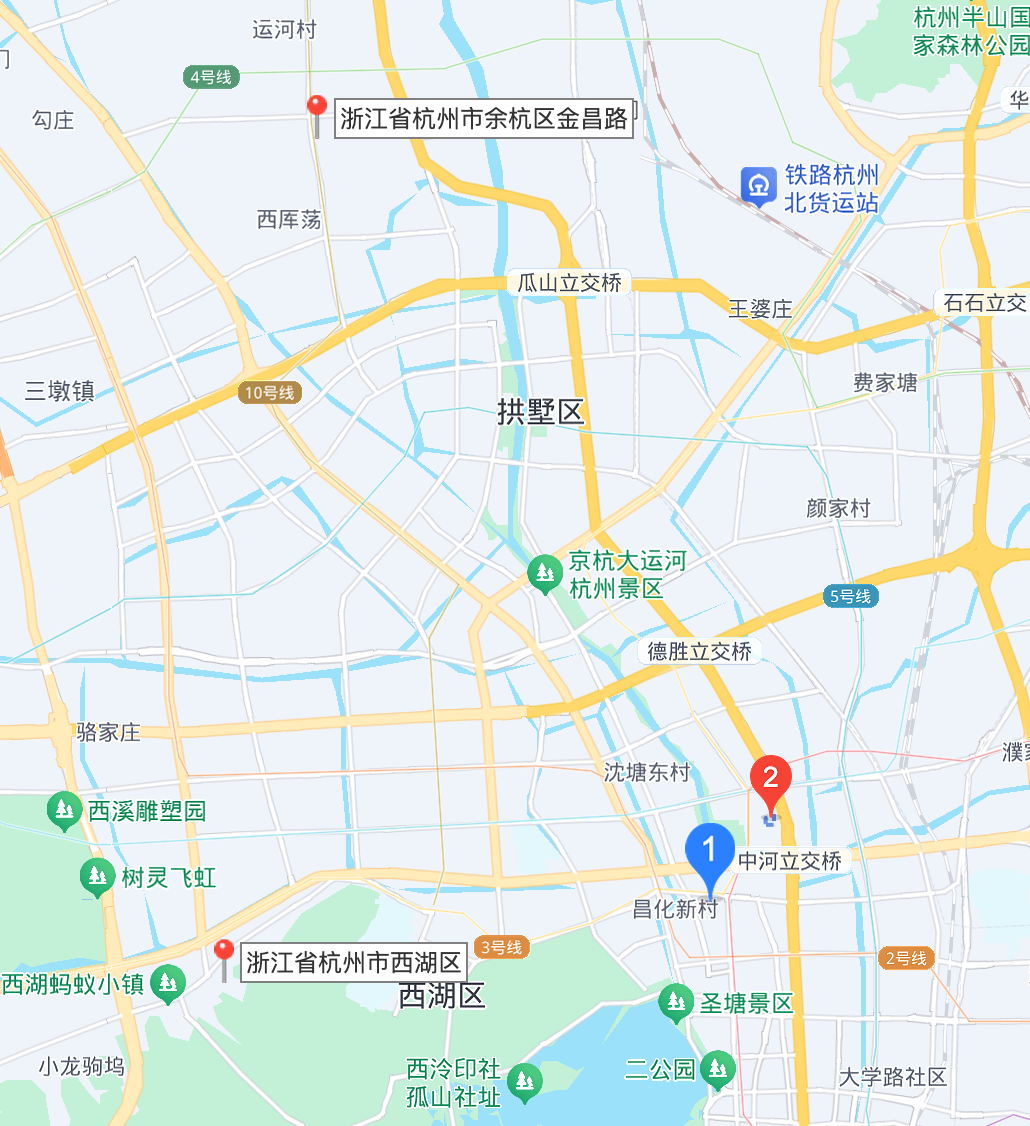 运河村
杭州半山国
家森林公园
4号线
勾庄
浙江省杭州市余杭区金昌路
华
铁路杭州
北货运站
西厍荡
瓜山立交桥
石石立交
王婆庄
三墩镇
10号线
费家塘
拱墅区
颜家村
京杭大运河
杭州景区
5号线
德胜立交桥
骆家庄
濮家
沈塘东村
2
西溪雕塑园
1
中河立交桥
树灵飞虹
昌化新村
3号线
浙江省杭州市西湖区
2号线
西湖蚂蚁小镇
西湖区
圣塘景区
小龙驹坞
西泠印社
孤山社址
二公园
大学路社区